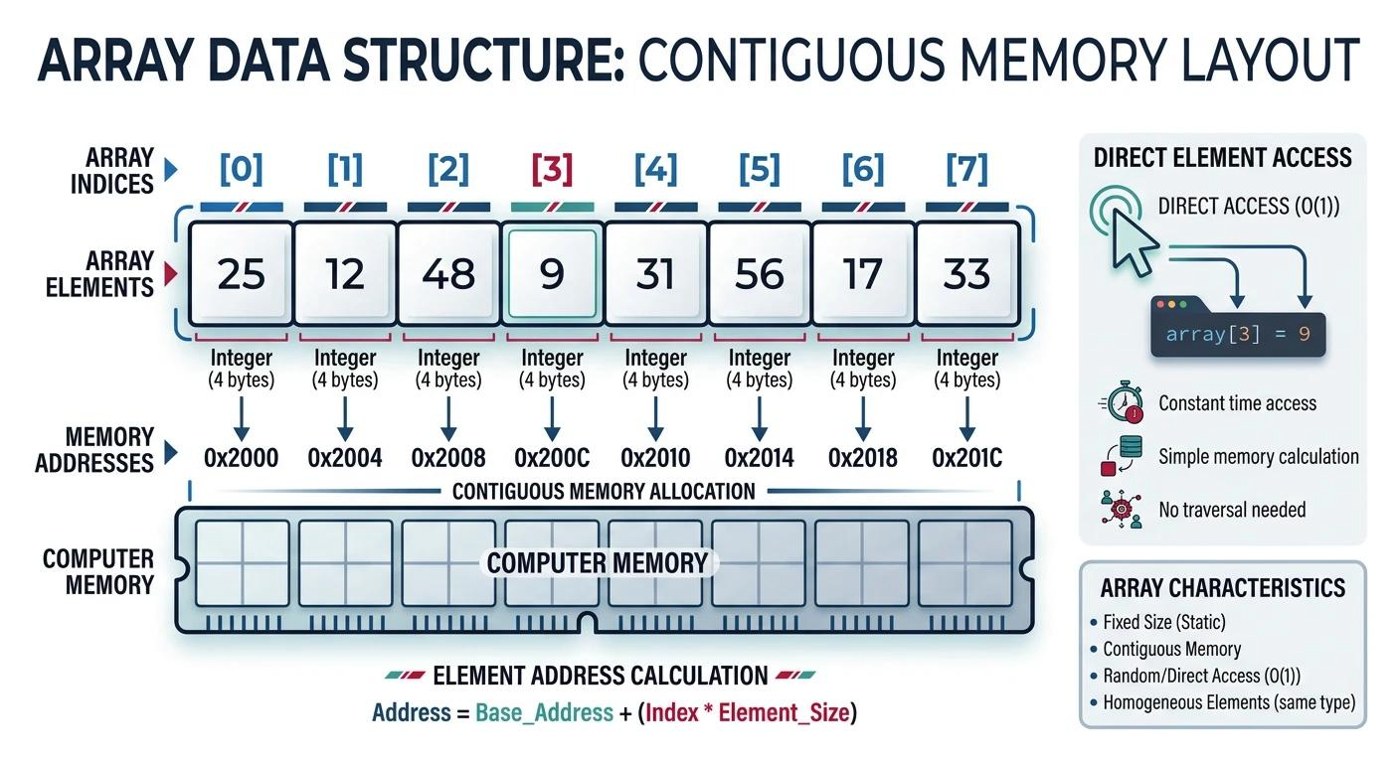 ARRAY DATA STRUCTURE: CONTIGUOUS MEMORY LAYOUT
ARRAY
INDICES
[0] [1] [2] [3] [4] [5] [6] [7]
ARRAY
ELEMENTS
25 12 48 9 31 56 17 33
Integer Integer Integer Integer Integer Integer Integer Integer
(4 bytes) (4 bytes) (4 bytes) (4 bytes) (4 bytes) (4 bytes) (4 bytes) (4 bytes)
MEMORY
ADDRESSES
0x2000 0x2004 0x2008 0x200C 0x2010 0x2014 0x2018 0x201C
CONTIGUOUS MEMORY ALLOCATION
COMPUTER
MEMORY
COMPUTER MEMORY
ELEMENT ADDRESS CALCULATION
Address = Base_Address + (Index * Element_Size)
DIRECT ELEMENT ACCESS
DIRECT ACCESS (O(1))
array[3] = 9
Constant time access
Simple memory calculation
No traversal needed
ARRAY CHARACTERISTICS
• Fixed Size (Static)
• Contiguous Memory
• Random/Direct Access (O(1))
• Homogeneous Elements (same type)